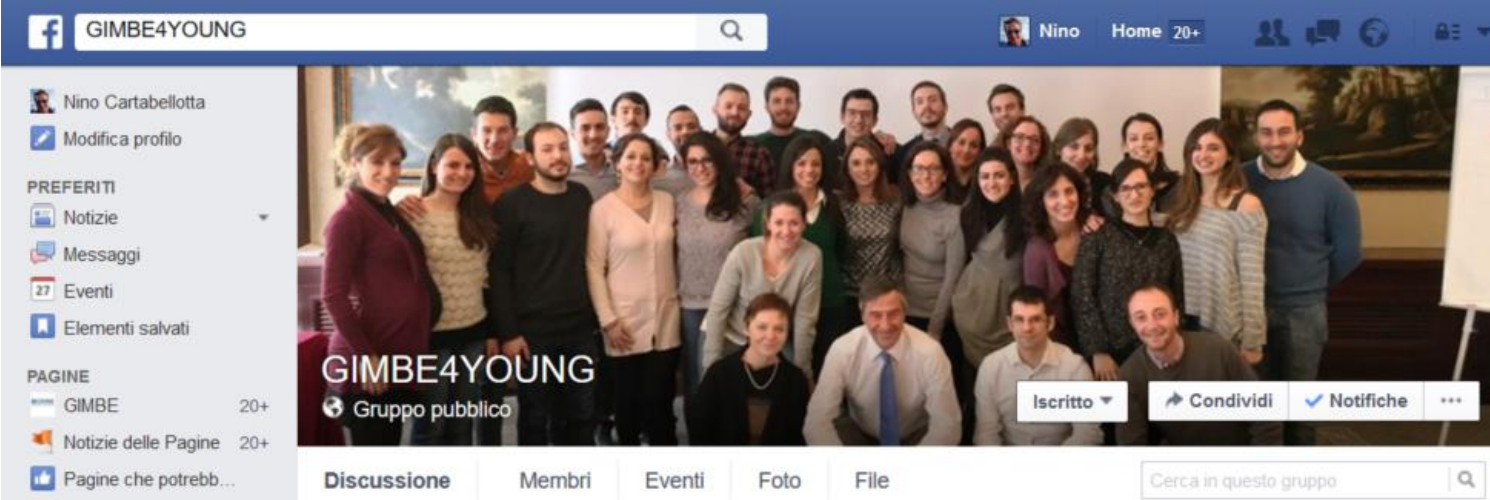 GIMBE4YOUNG
Nino
Home 20+
Nino Cartabellotta
Modifica profilo
PREFERITI
Notizie
Messaggi
27 Eventi
Elementi salvati
PAGINE
GIMBE 20+
Notizie delle Pagine 20+
Pagine che potrebb...
GIMBE4YOUNG
Gruppo pubblico
Iscritto
Condividi
Notifiche
Discussione
Membri
Eventi
Foto
File
Cerca in questo gruppo